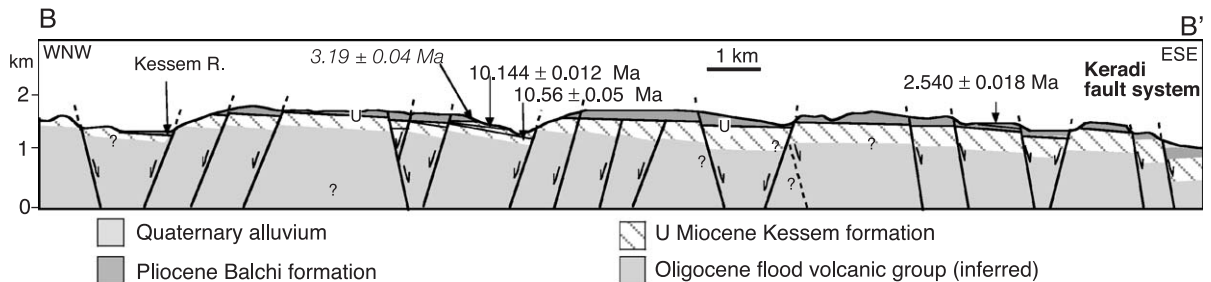 B
B'
WNW
ESE
km
Kessem R.
3.19 ± 0.04 Ma
10.144 ± 0.012 Ma
10.56 ± 0.05 Ma
1 km
2.540 ± 0.018 Ma
Keradi
fault system
2
1
0
U
U
?
?
?
?
?
?
Quaternary alluvium
U Miocene Kessem formation
Pliocene Balchi formation
Oligocene flood volcanic group (inferred)